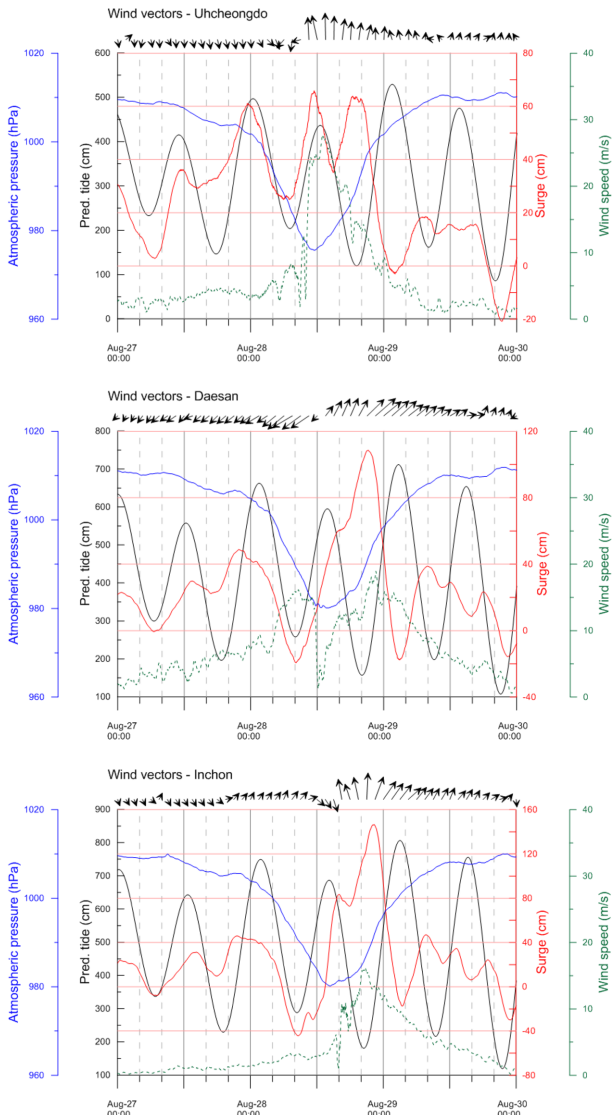 Wind vectors - Uhcheongdo
1020 600 80 40
500 60 30
1000 400 40
300 20 20
980 200 0 10
100
960 0 -20 0
Atmospheric pressure (hPa)
Pred. tide (cm)
Surge (cm)
Wind speed (m/s)
Aug-27 Aug-28 Aug-29 Aug-30
00:00 00:00 00:00 00:00
Wind vectors - Daesan
1020 800 120 40
700 80 30
600
1000 500 40 20
400
980 300 0 10
200
960 100 -40 0
Atmospheric pressure (hPa)
Pred. tide (cm)
Surge (cm)
Wind speed (m/s)
Aug-27 Aug-28 Aug-29 Aug-30
00:00 00:00 00:00 00:00
Wind vectors - Inchon
1020 900 160 40
800 120
700 30
1000 600 80
500 40 20
400 0
980 300 10
200 -40
960 100 -80 0
Atmospheric pressure (hPa)
Pred. tide (cm)
Surge (cm)
Wind speed (m/s)
Aug-27 Aug-28 Aug-29 Aug-30
00:00 00:00 00:00 00:00